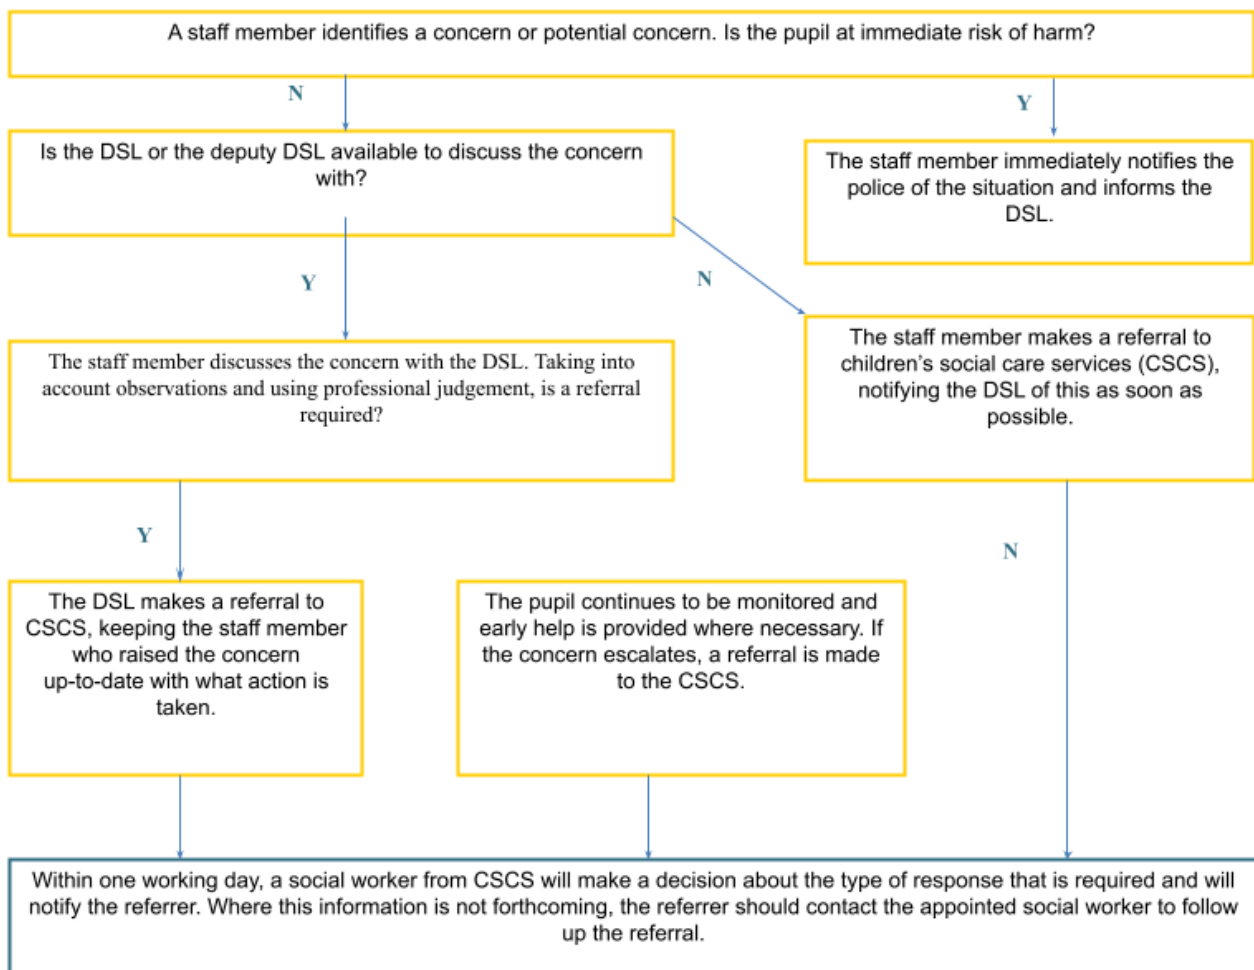 A staff member identifies a concern or potential concern. Is the pupil at immediate risk of harm?
N
Y
Is the DSL or the deputy DSL available to discuss the concern
with?
The staff member immediately notifies the
police of the situation and informs the
DSL.
Y
N
The staff member discusses the concern with the DSL. Taking into
account observations and using professional judgement, is a referral
required?
The staff member makes a referral to
children’s social care services (CSCS),
notifying the DSL of this as soon as
possible.
Y
N
The DSL makes a referral to
CSCS, keeping the staff member
who raised the concern
up-to-date with what action is
taken.
The pupil continues to be monitored and
early help is provided where necessary. If
the concern escalates, a referral is made
to the CSCS.
Within one working day, a social worker from CSCS will make a decision about the type of response that is required and will
notify the referrer. Where this information is not forthcoming, the referrer should contact the appointed social worker to follow
up the referral.